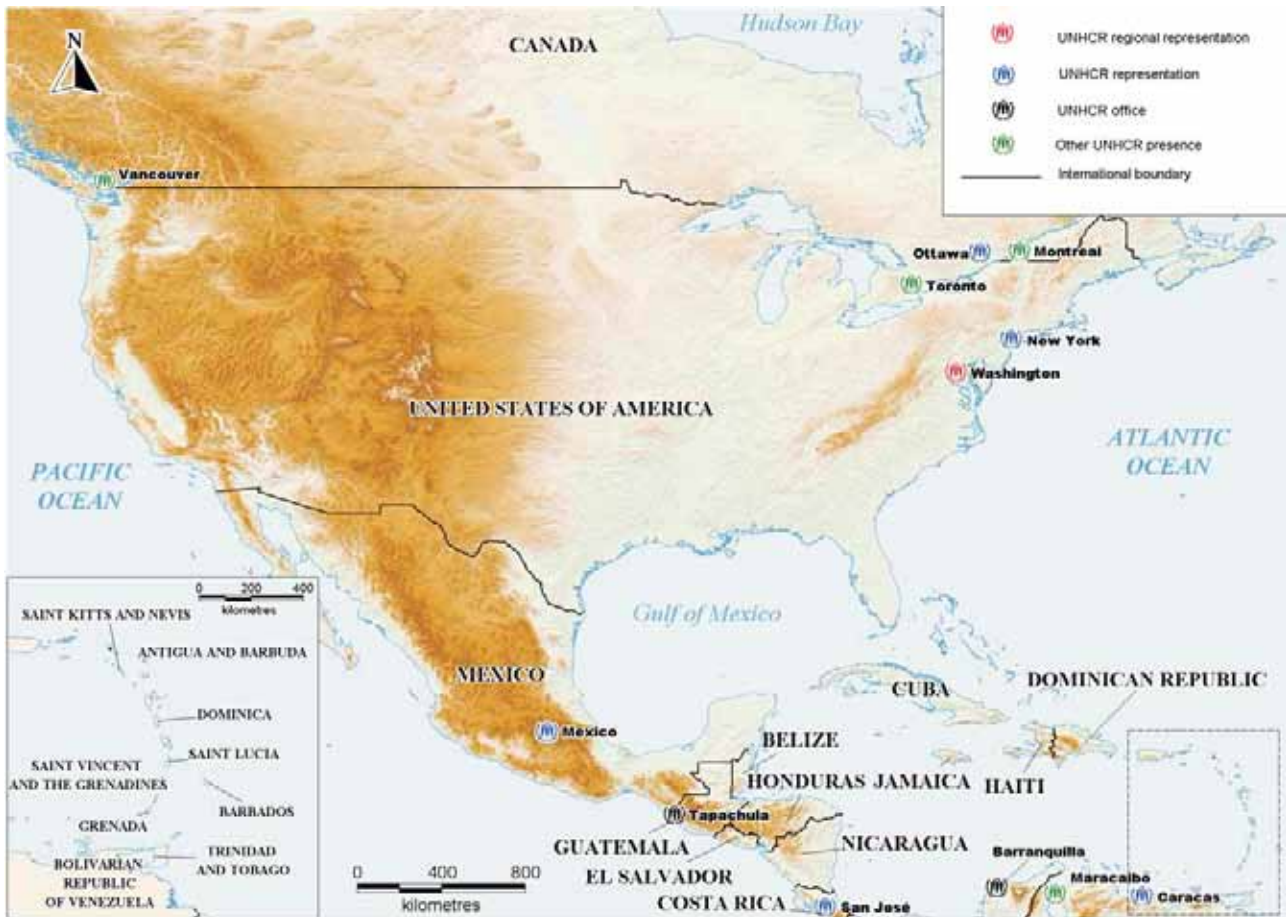 Hudson Bay
CANADA
N
UNHCR regional representation
UNHCR representation
UNHCR office
Other UNHCR presence
International boundary
Vancouver
Ottawa
Montreal
Toronto
New York
Washington
UNITED STATES OF AMERICA
PACIFIC
OCEAN
ATLANTIC
OCEAN
Gulf of Mexico
MEXICO
Mexico
CUBA
DOMINICAN REPUBLIC
BELIZE
HONDURAS
JAMAICA
HAITI
Tapachula
GUATEMALA
NICARAGUA
EL SALVADOR
COSTA RICA
San José
Barranquilla
Maracaibo
Caracas
0 400 800
kilometres
0 200 400
kilometres
SAINT KITTS AND NEVIS
ANTIGUA AND BARBUDA
DOMINICA
SAINT LUCIA
SAINT VINCENT
AND THE GRENADINES
BARBADOS
GRENADA
TRINIDAD
AND TOBAGO
BOLIVARIAN
REPUBLIC
OF VENEZUELA